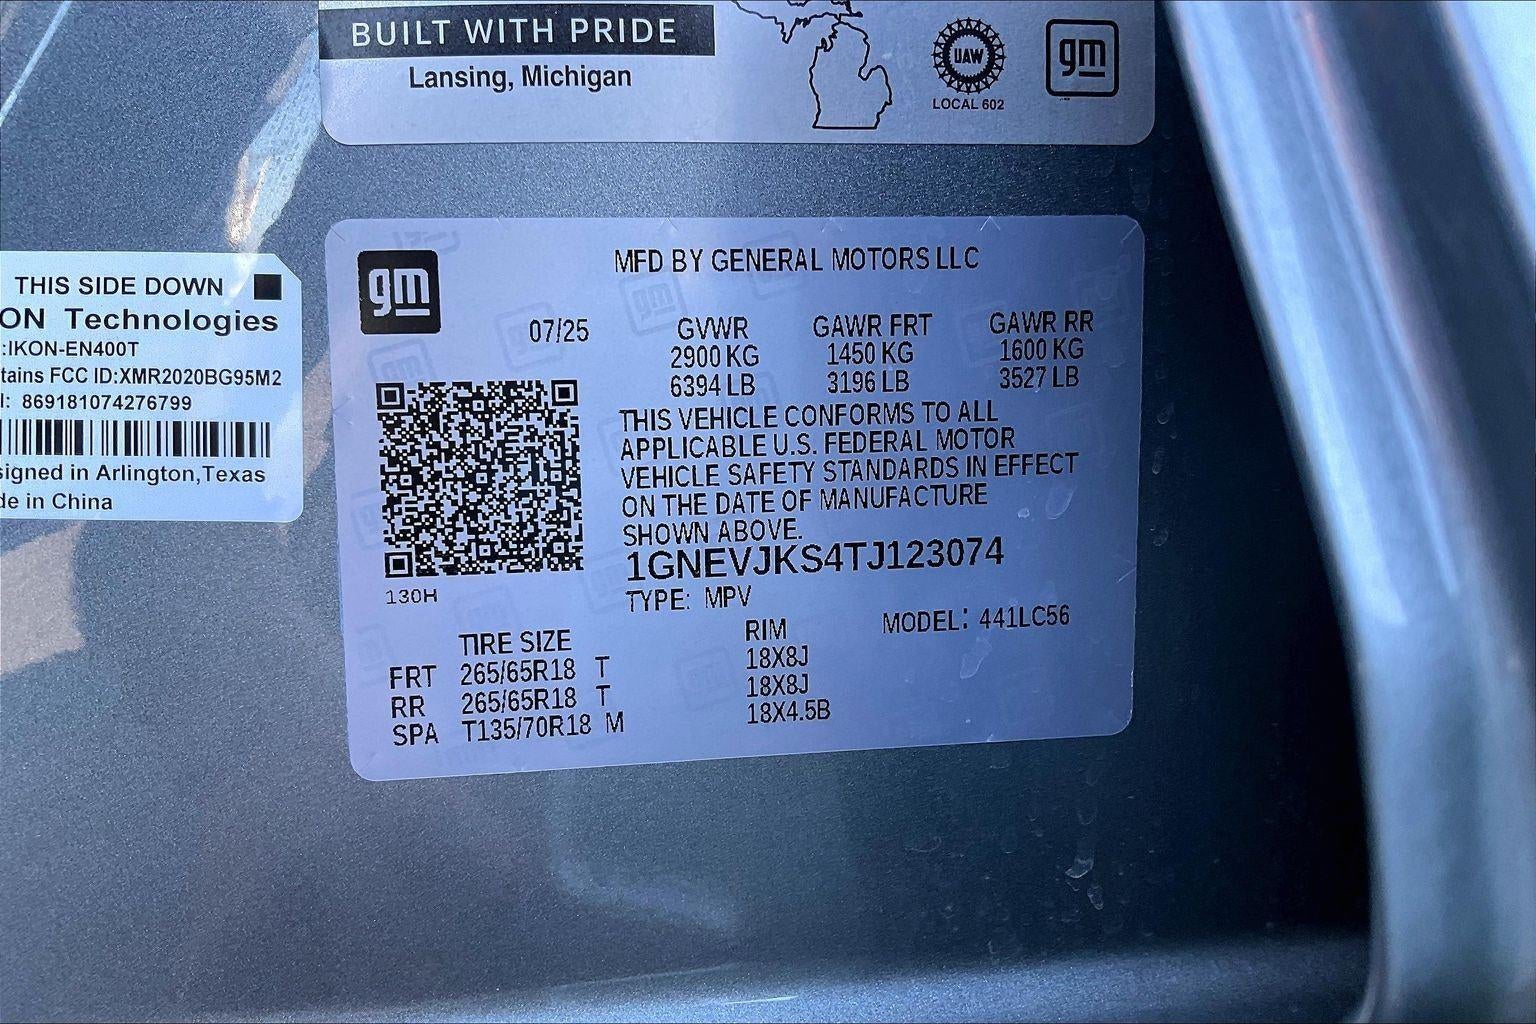 BUILT WITH PRIDE
Lansing, Michigan
UAW
LOCAL 602
gm
THIS SIDE DOWN
ON Technologies
:IKON-EN400T
tains FCC ID:XMR2020BG95M2
I: 869181074276799
signed in Arlington,Texas
de in China
gm
MFD BY GENERAL MOTORS LLC
07/25 GVWR GAWR FRT GAWR RR
2900 KG 1450 KG 1600 KG
6394 LB 3196 LB 3527 LB
THIS VEHICLE CONFORMS TO ALL
APPLICABLE U.S. FEDERAL MOTOR
VEHICLE SAFETY STANDARDS IN EFFECT
ON THE DATE OF MANUFACTURE
SHOWN ABOVE.
1GNEVJKS4TJ123074
130H
TYPE: MPV
MODEL: 441LC56
TIRE SIZE RIM
FRT 265/65R18 T 18X8J
RR 265/65R18 T 18X8J
SPA T135/70R18 M 18X4.5B